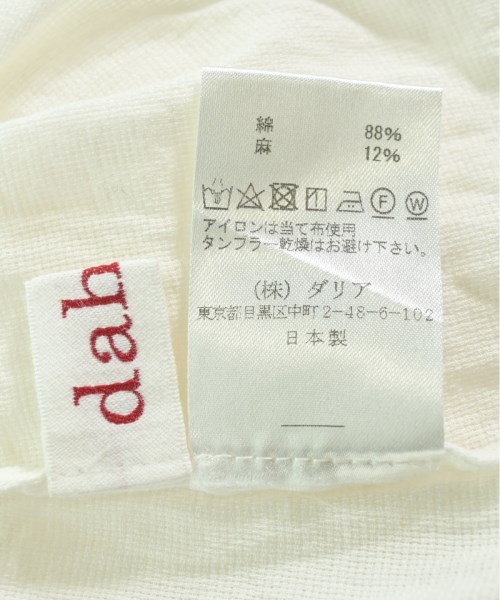 綿 88%
麻 12%
F W
アイロンは当て布使用
タンブラー乾燥はお避け下さい。
(株) ダリア
東京都目黒区中町2-48-6-102
日本製
dah